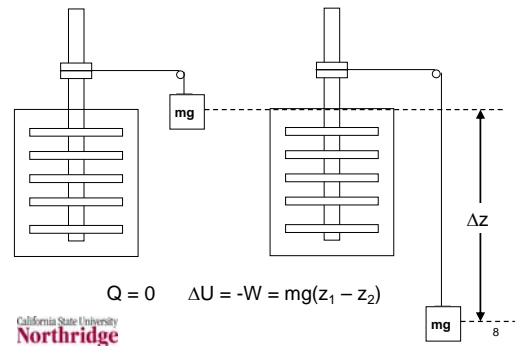 mg
Δz
Q = 0 ΔU = -W = mg(z₁ – z₂)
mg
California State University
Northridge
8